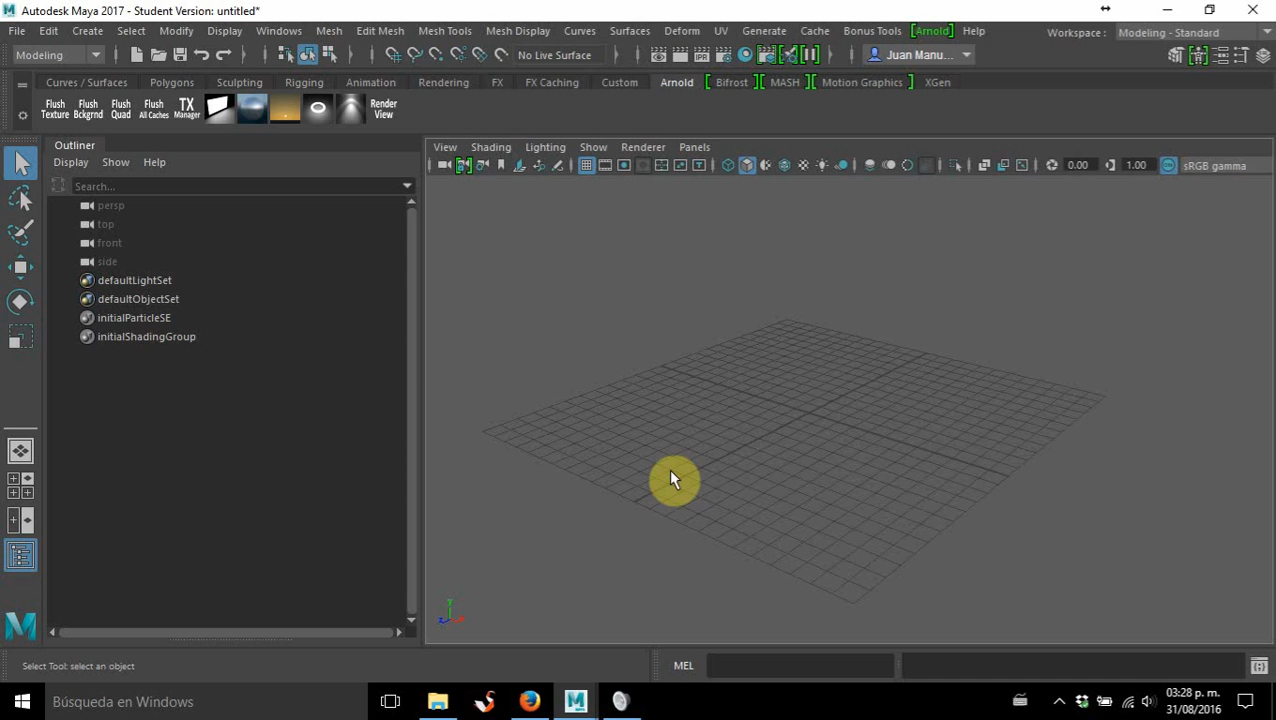 Autodesk Maya 2017 - Student Version: untitled*
File Edit Create Select Modify Display Windows Mesh Edit Mesh Mesh Tools Mesh Display Curves Surfaces Deform UV Generate Cache Bonus Tools [Arnold] Help Workspace : Modeling - Standard
Modeling No Live Surface Juan Manu...
Curves / Surfaces Polygons Sculpting Rigging Animation Rendering FX FX Caching Custom Arnold Bifrost MASH Motion Graphics XGen
Flush Texture
Flush Bckgrnd
Flush Quad
Flush All Caches
TX Manager
Render View
Outliner
Display Show Help
Search...
persp
top
front
side
defaultLightSet
defaultObjectSet
initialParticleSE
initialShadingGroup
View Shading Lighting Show Renderer Panels
0.00 1.00 sRGB gamma
y
z
Select Tool: select an object
MEL
Búsqueda en Windows
03:28 p. m.
31/08/2016